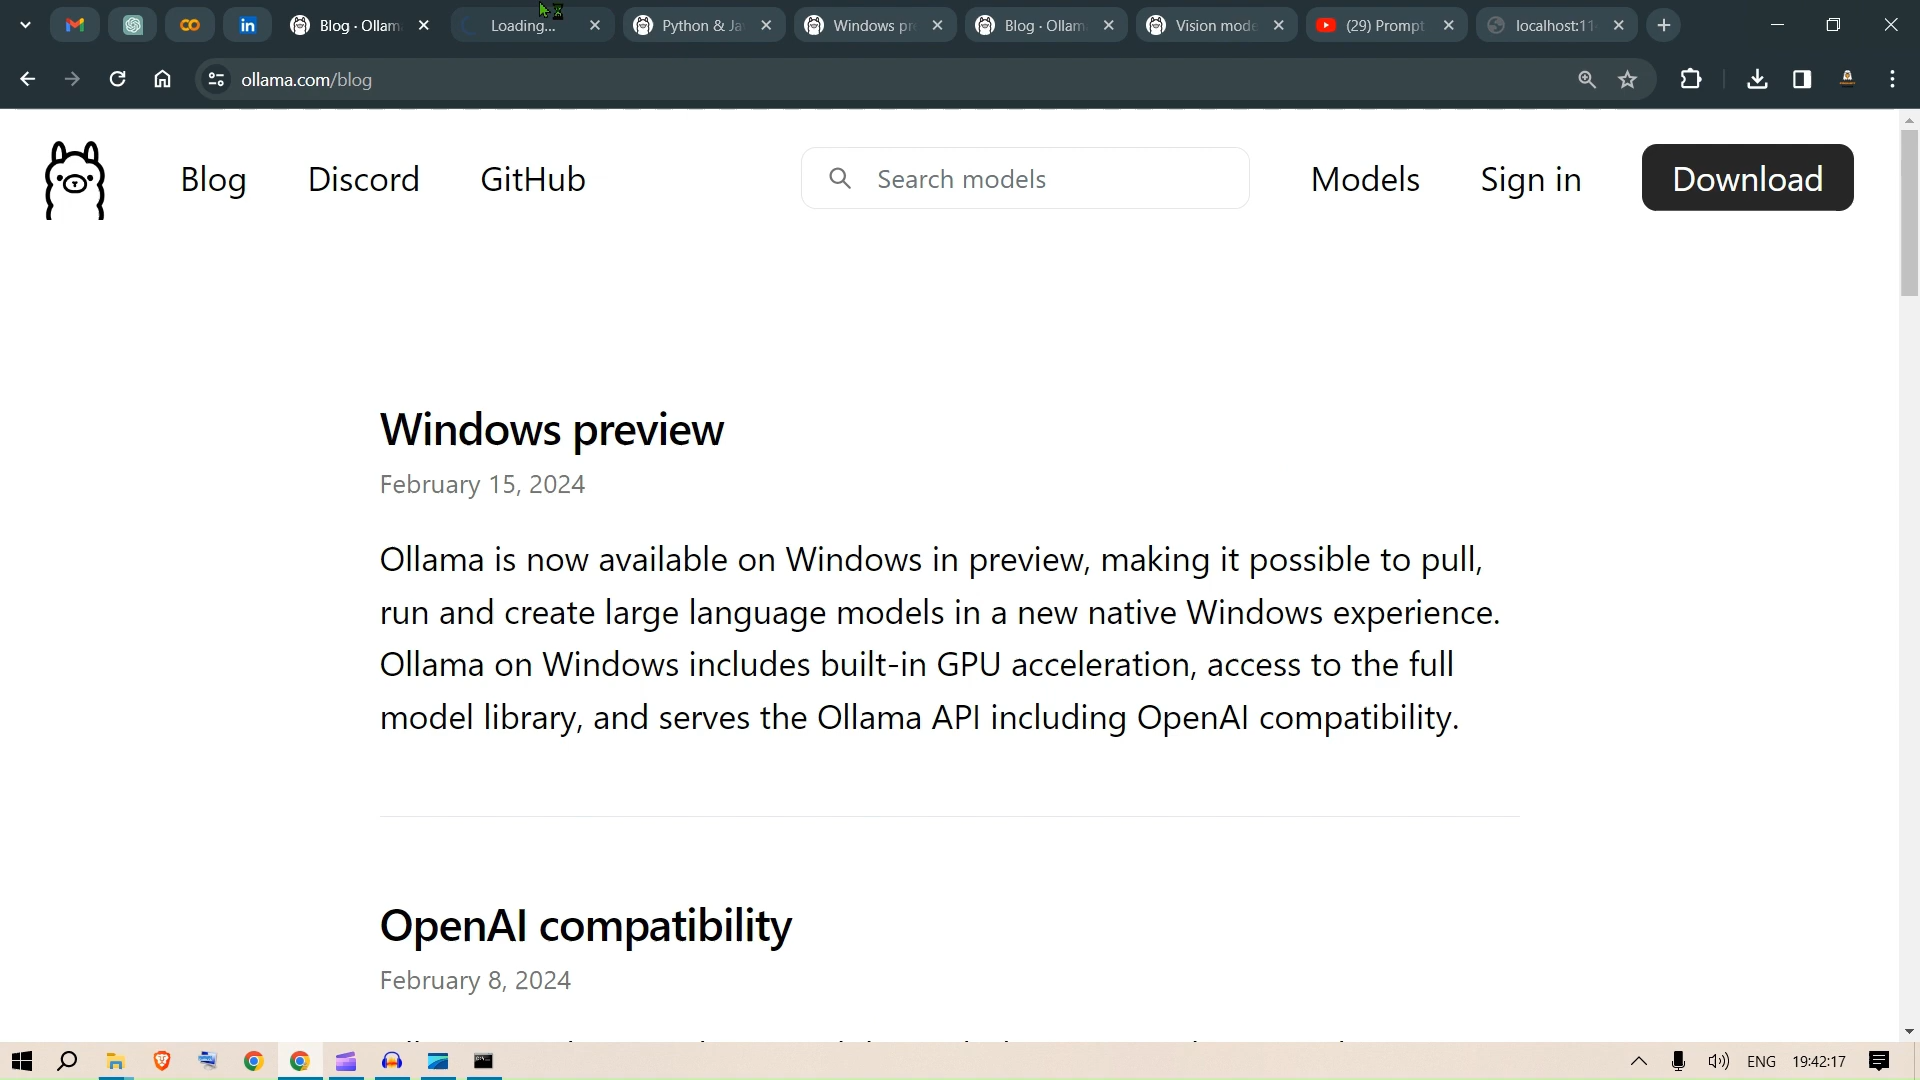 Blog · Ollam
Loading...
Python & Ja
Windows pr
Blog · Ollam
Vision mode
(29) Prompt
localhost:11
ollama.com/blog
Blog
Discord
GitHub
Search models
Models
Sign in
Download
Windows preview
February 15, 2024
Ollama is now available on Windows in preview, making it possible to pull,
run and create large language models in a new native Windows experience.
Ollama on Windows includes built-in GPU acceleration, access to the full
model library, and serves the Ollama API including OpenAI compatibility.
OpenAI compatibility
February 8, 2024
ENG
19:42:17